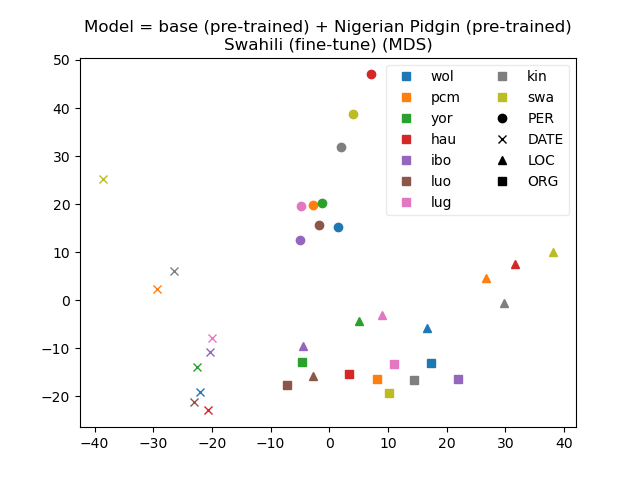 Model = base (pre-trained) + Nigerian Pidgin (pre-trained)
Swahili (fine-tune) (MDS)
50
40
30
20
10
0
−10
−20
wol
pcm
yor
hau
ibo
luo
lug
kin
swa
PER
DATE
LOC
ORG
−40
−30
−20
−10
0
10
20
30
40